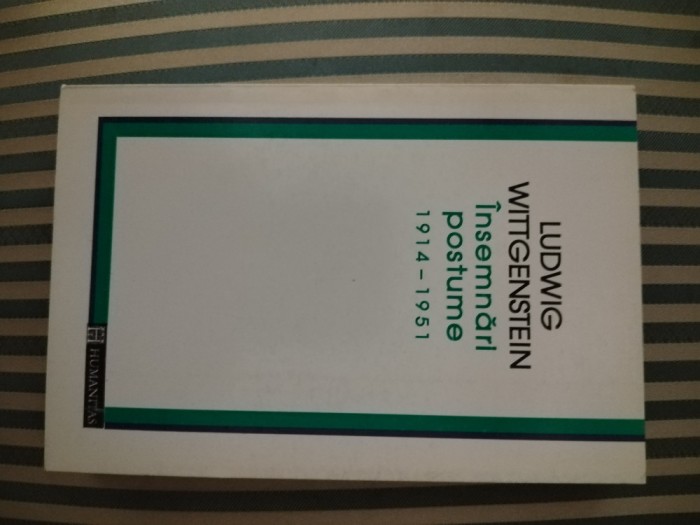 LUDWIG
WITTGENSTEIN
Însemnări
postume
1914 – 1951
HUMANITAS